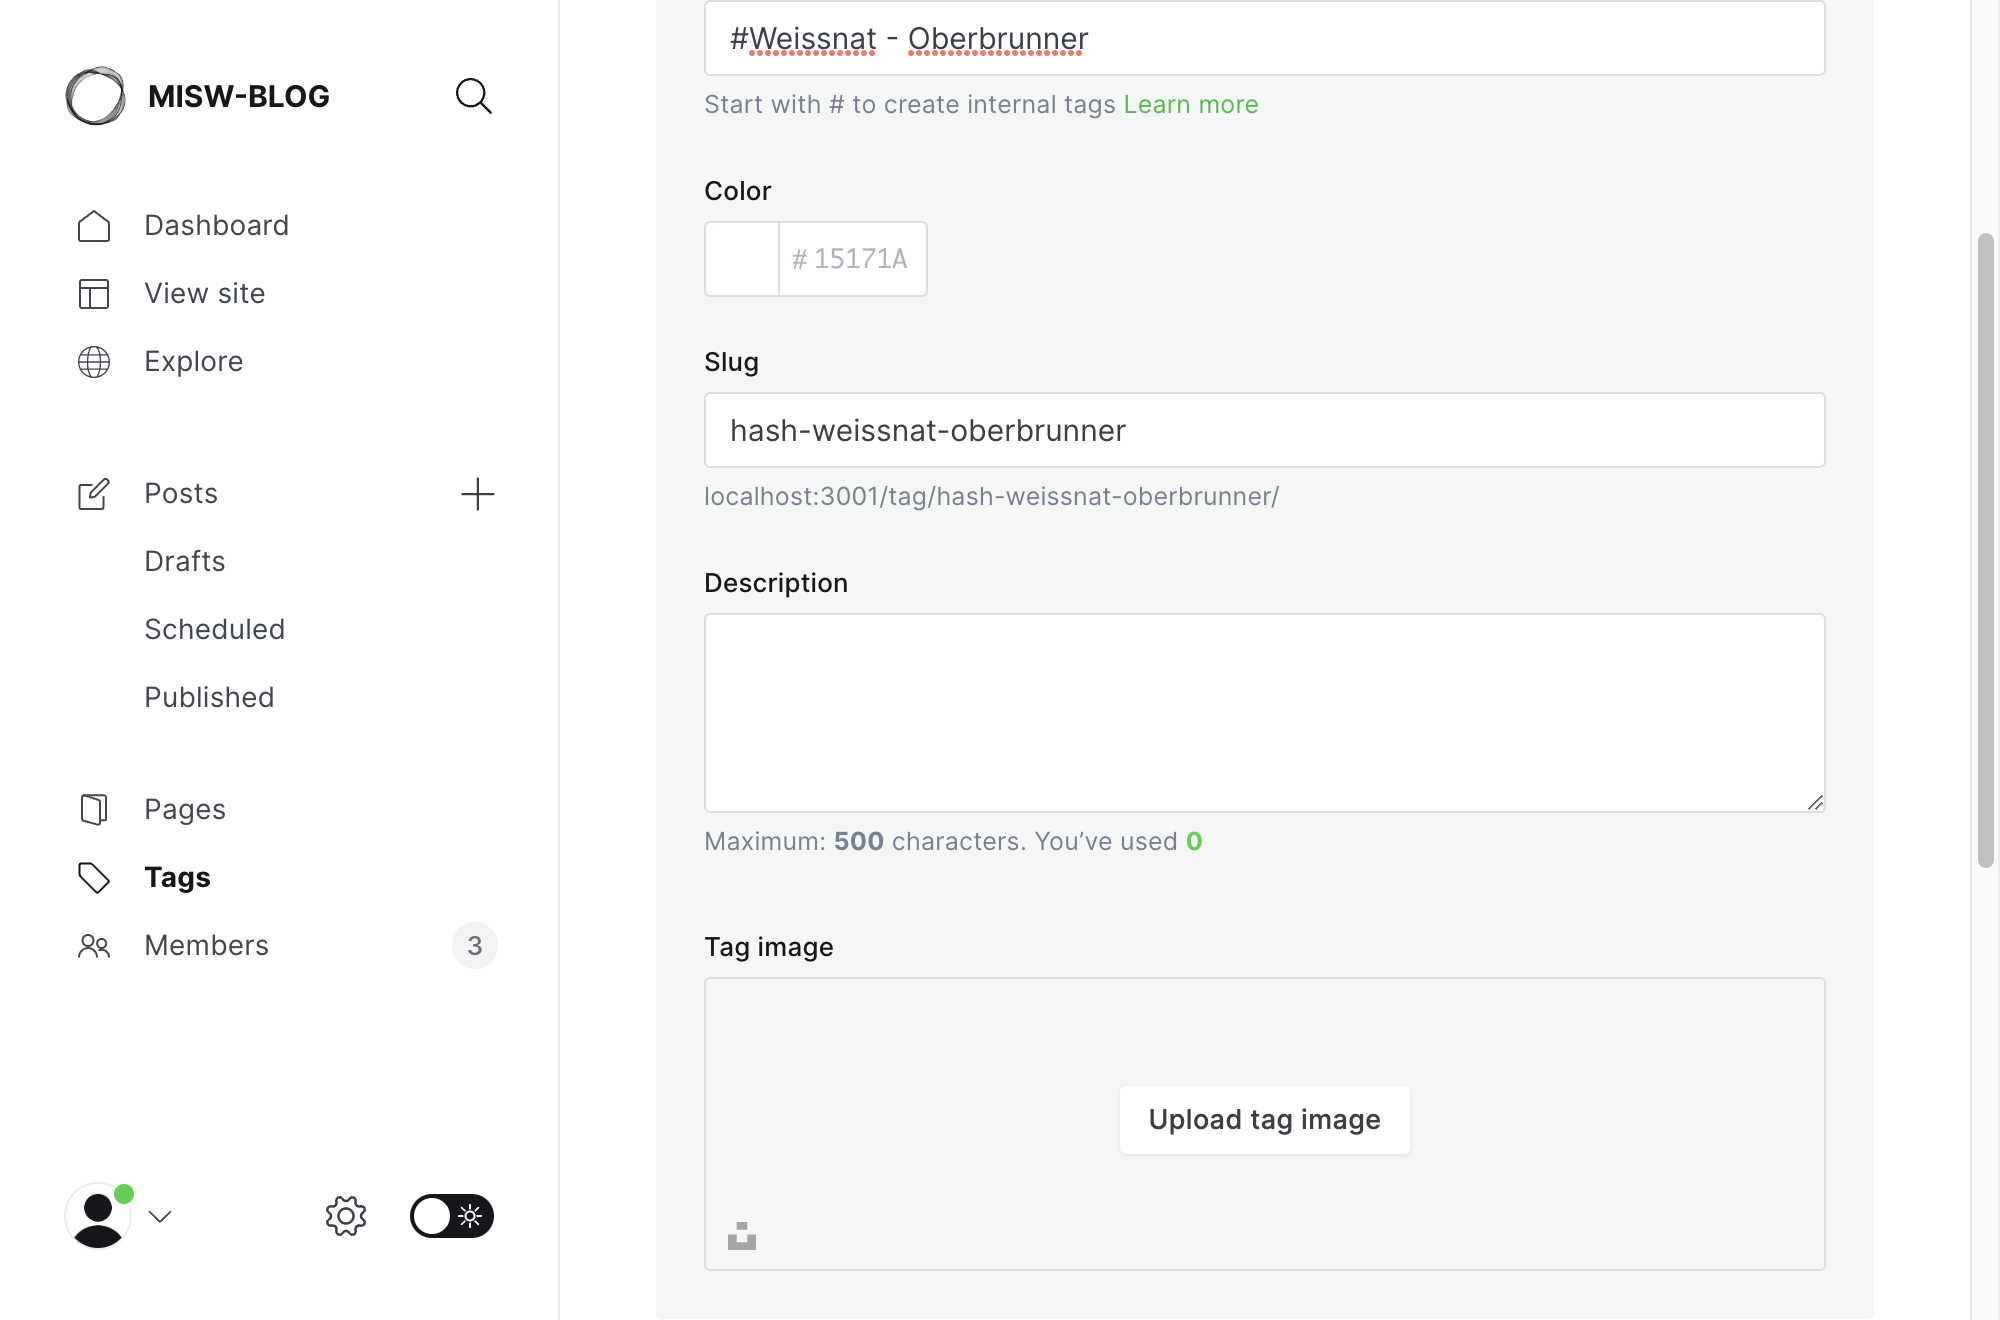 MISW-BLOG
Dashboard
View site
Explore
Posts
Drafts
Scheduled
Published
Pages
Tags
Members
3
#Weissnat - Oberbrunner
Start with # to create internal tags Learn more
Color
# 15171A
Slug
hash-weissnat-oberbrunner
localhost:3001/tag/hash-weissnat-oberbrunner/
Description
Maximum: 500 characters. You’ve used 0
Tag image
Upload tag image